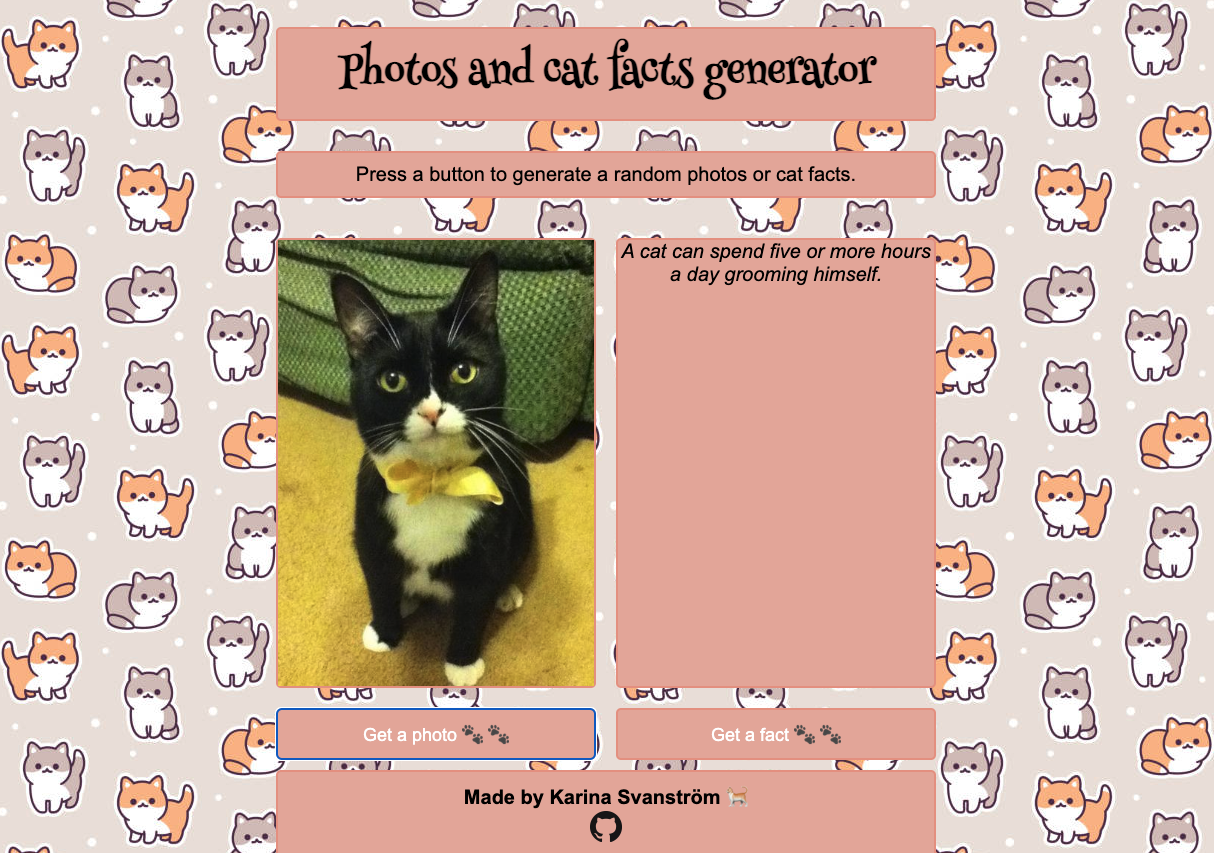 Photos and cat facts generator
Press a button to generate a random photos or cat facts.
A cat can spend five or more hours
a day grooming himself.
Get a photo 🐾🐾
Get a fact 🐾🐾
Made by Karina Svanström 🐈